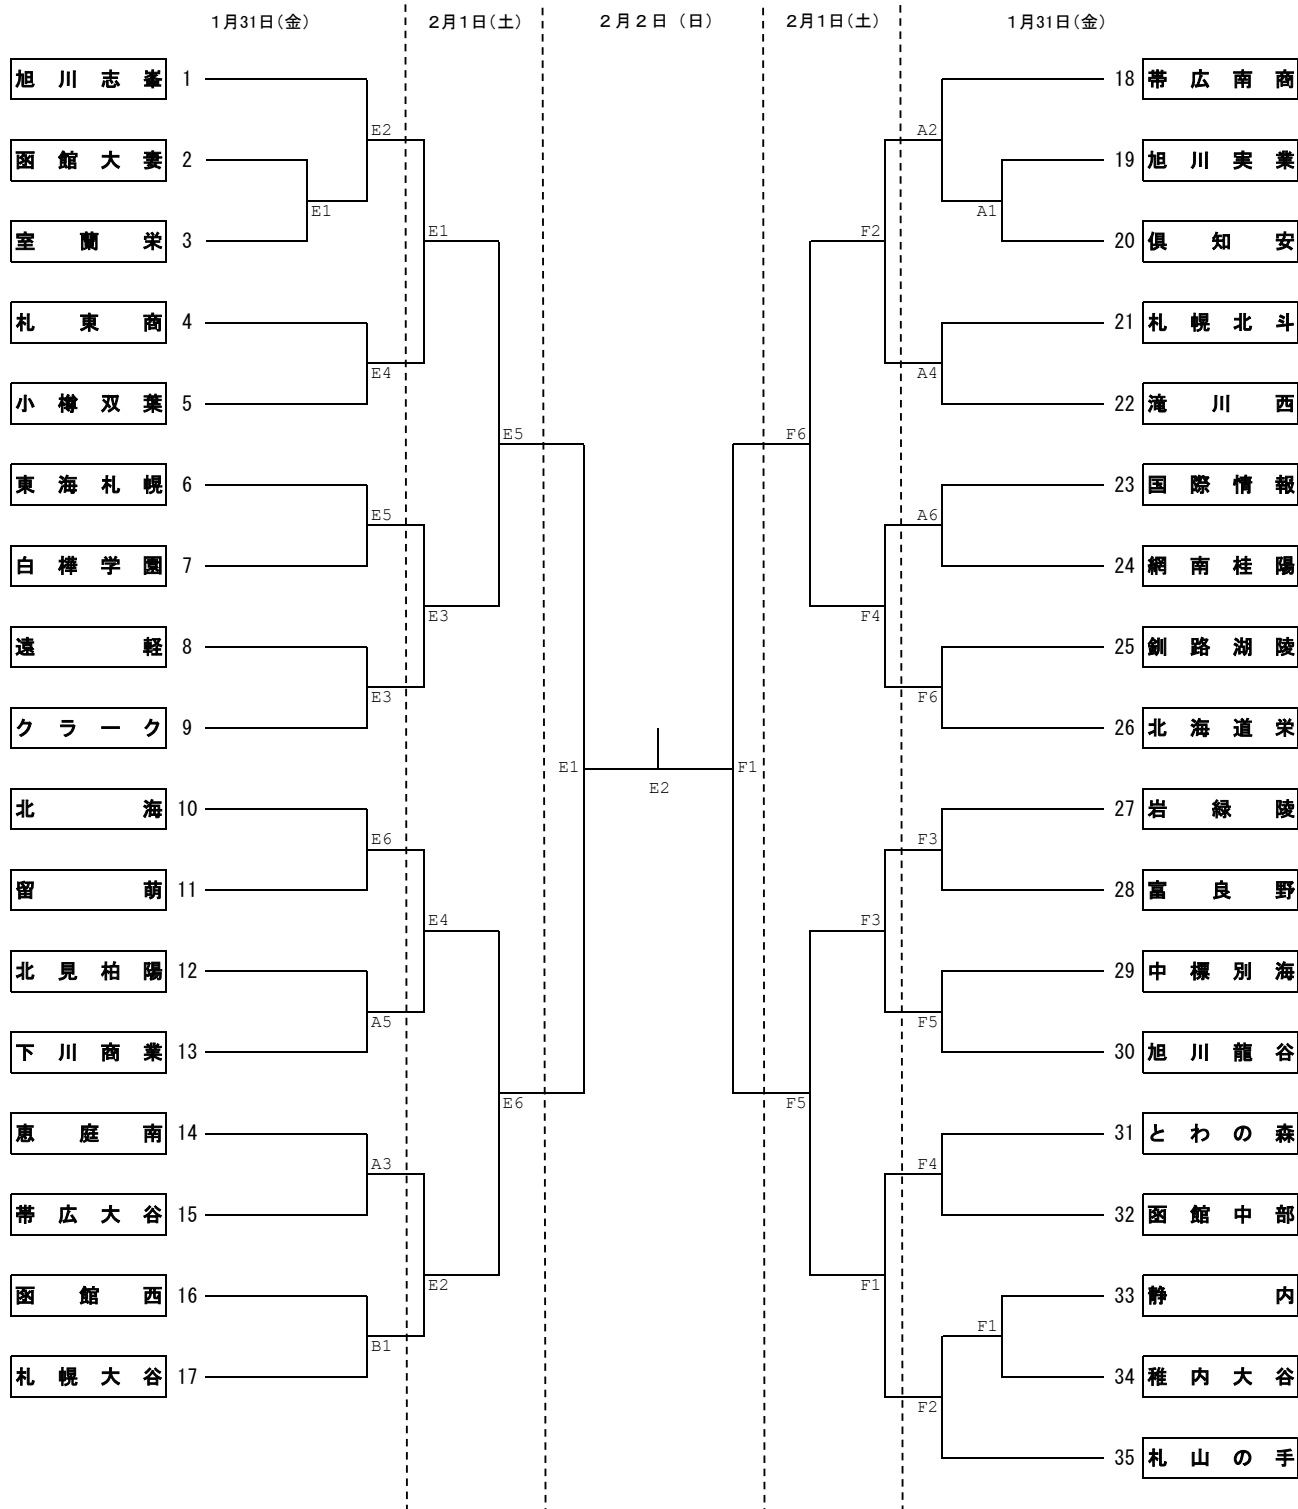 1月31日(金) 2月1日(土) 2月2日(日) 2月1日(土) 1月31日(金)
旭川志峯 1
18 帯広南商
E2
A2
函館大妻 2
19 旭川実業
E1
A1
室蘭栄 3
20 倶知安
E1
F2
札東商 4
21 札幌北斗
E4
A4
小樽双葉 5
22 滝川西
E5
F6
東海札幌 6
23 国際情報
E5
A6
白樺学園 7
24 網南桂陽
E3
F4
遠軽 8
25 釧路湖陵
E3
F6
クラーク 9
26 北海道栄
E1
E2
F1
北海 10
27 岩緑陵
E6
F3
留萌 11
28 富良野
E4
F3
北見柏陽 12
29 中標別海
A5
F5
下川商業 13
30 旭川龍谷
E6
F5
恵庭南 14
31 とわの森
A3
F4
帯広大谷 15
32 函館中部
E2
F1
函館西 16
33 静内
B1
F1
札幌大谷 17
34 稚内大谷
F2
35 札山の手